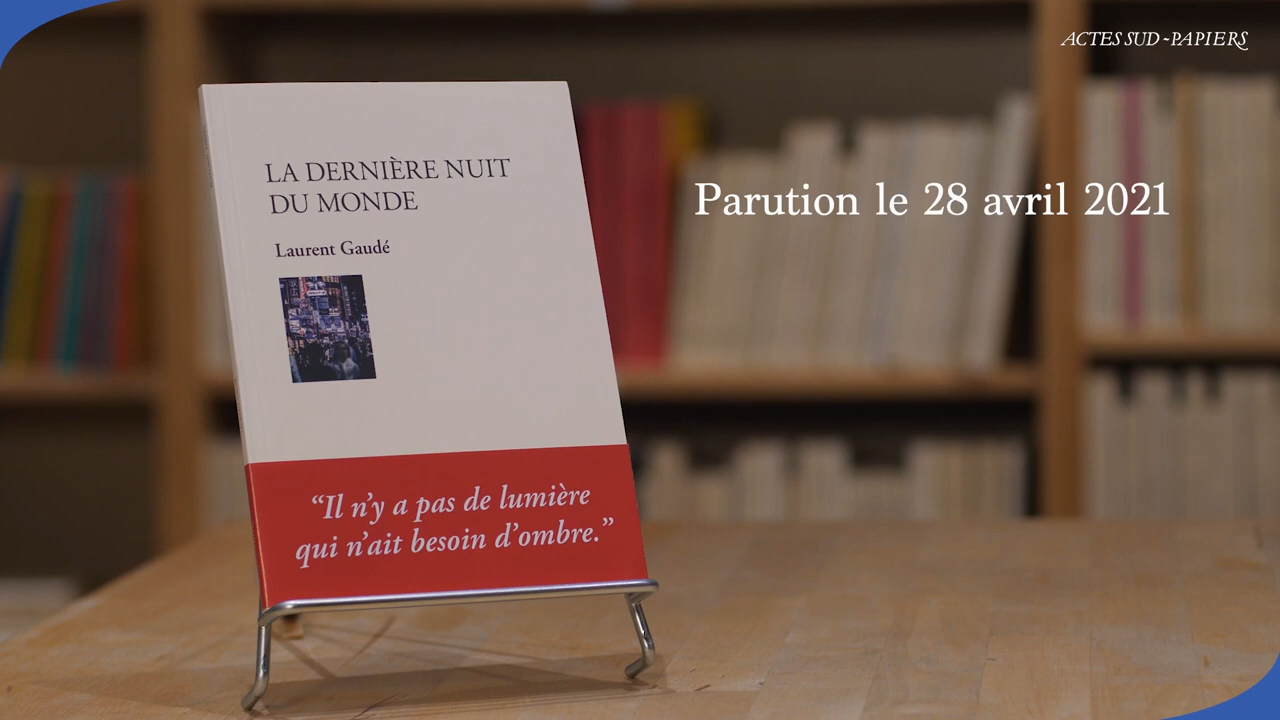 ACTES SUD-PAPIERS
LA DERNIÈRE NUIT
DU MONDE
Laurent Gaudé
Parution le 28 avril 2021
“Il n’y a pas de lumière
qui n’ait besoin d’ombre.”